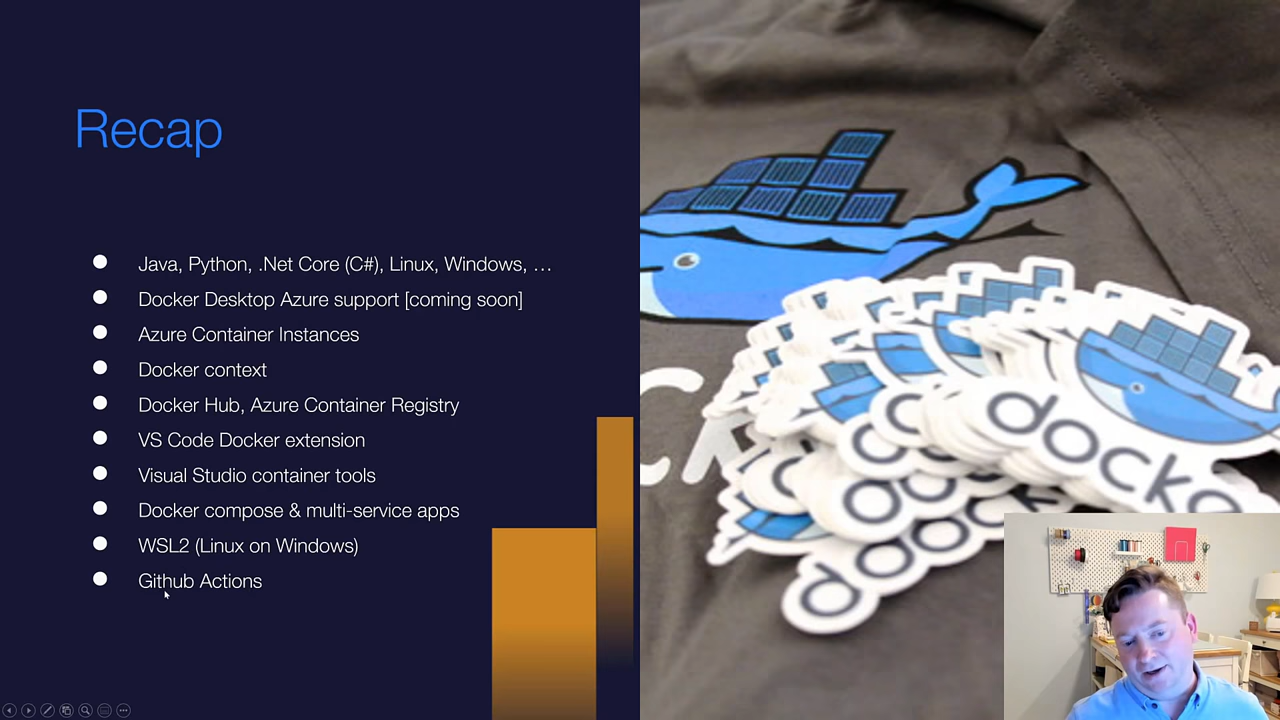 Recap
Java, Python, .Net Core (C#), Linux, Windows, …
Docker Desktop Azure support [coming soon]
Azure Container Instances
Docker context
Docker Hub, Azure Container Registry
VS Code Docker extension
Visual Studio container tools
Docker compose & multi-service apps
WSL2 (Linux on Windows)
Github Actions
docke